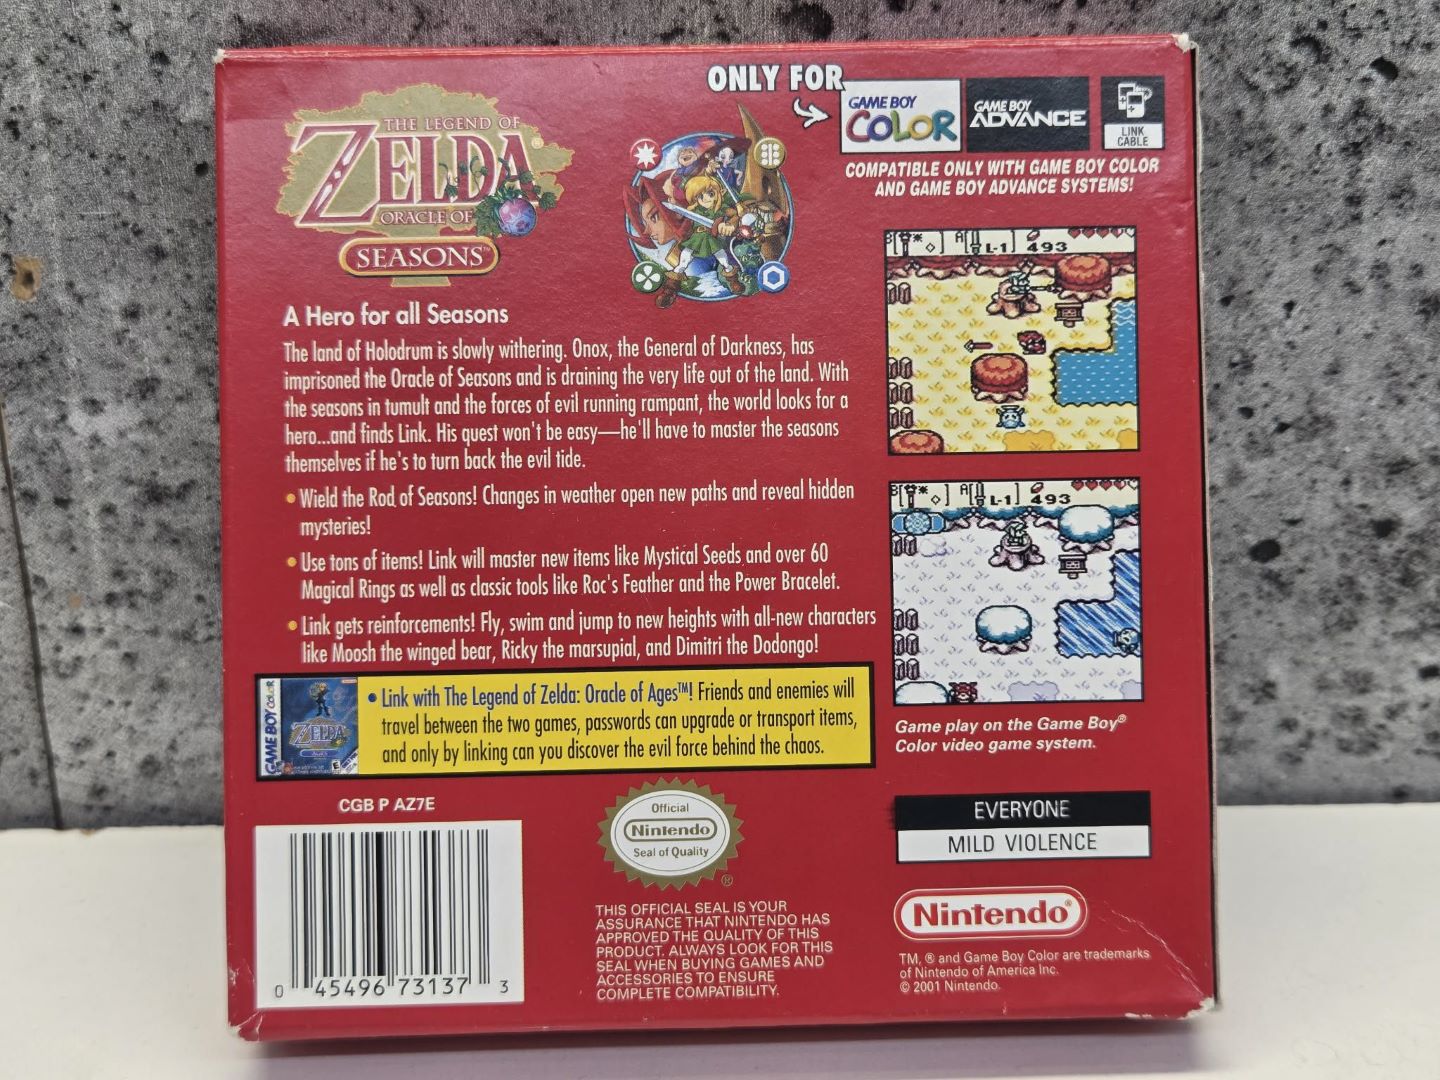 ONLY FOR
GAME BOY
COLOR
GAME BOY
ADVANCE
LINK
CABLE
COMPATIBLE ONLY WITH GAME BOY COLOR
AND GAME BOY ADVANCE SYSTEMS!
THE LEGEND OF
ZELDA®
ORACLE OF
SEASONS™
A Hero for all Seasons
The land of Holodrum is slowly withering. Onox, the General of Darkness, has
imprisoned the Oracle of Seasons and is draining the very life out of the land. With
the seasons in tumult and the forces of evil running rampant, the world looks for a
hero...and finds Link. His quest won't be easy—he'll have to master the seasons
themselves if he's to turn back the evil tide.
• Wield the Rod of Seasons! Changes in weather open new paths and reveal hidden
mysteries!
• Use tons of items! Link will master new items like Mystical Seeds and over 60
Magical Rings as well as classic tools like Roc's Feather and the Power Bracelet.
• Link gets reinforcements! Fly, swim and jump to new heights with all-new characters
like Moosh the winged bear, Ricky the marsupial, and Dimitri the Dodongo!
GAME BOY COLOR
ZELDA
• Link with The Legend of Zelda: Oracle of Ages™! Friends and enemies will
travel between the two games, passwords can upgrade or transport items,
and only by linking can you discover the evil force behind the chaos.
B A L-1 493
B A L-1 493
Game play on the Game Boy®
Color video game system.
CGB P AZ7E
0 45496 73137 3
Official
Nintendo
Seal of Quality
®
THIS OFFICIAL SEAL IS YOUR
ASSURANCE THAT NINTENDO HAS
APPROVED THE QUALITY OF THIS
PRODUCT. ALWAYS LOOK FOR THIS
SEAL WHEN BUYING GAMES AND
ACCESSORIES TO ENSURE
COMPLETE COMPATIBILITY.
EVERYONE
MILD VIOLENCE
Nintendo®
TM, ® and Game Boy Color are trademarks
of Nintendo of America Inc.
© 2001 Nintendo.